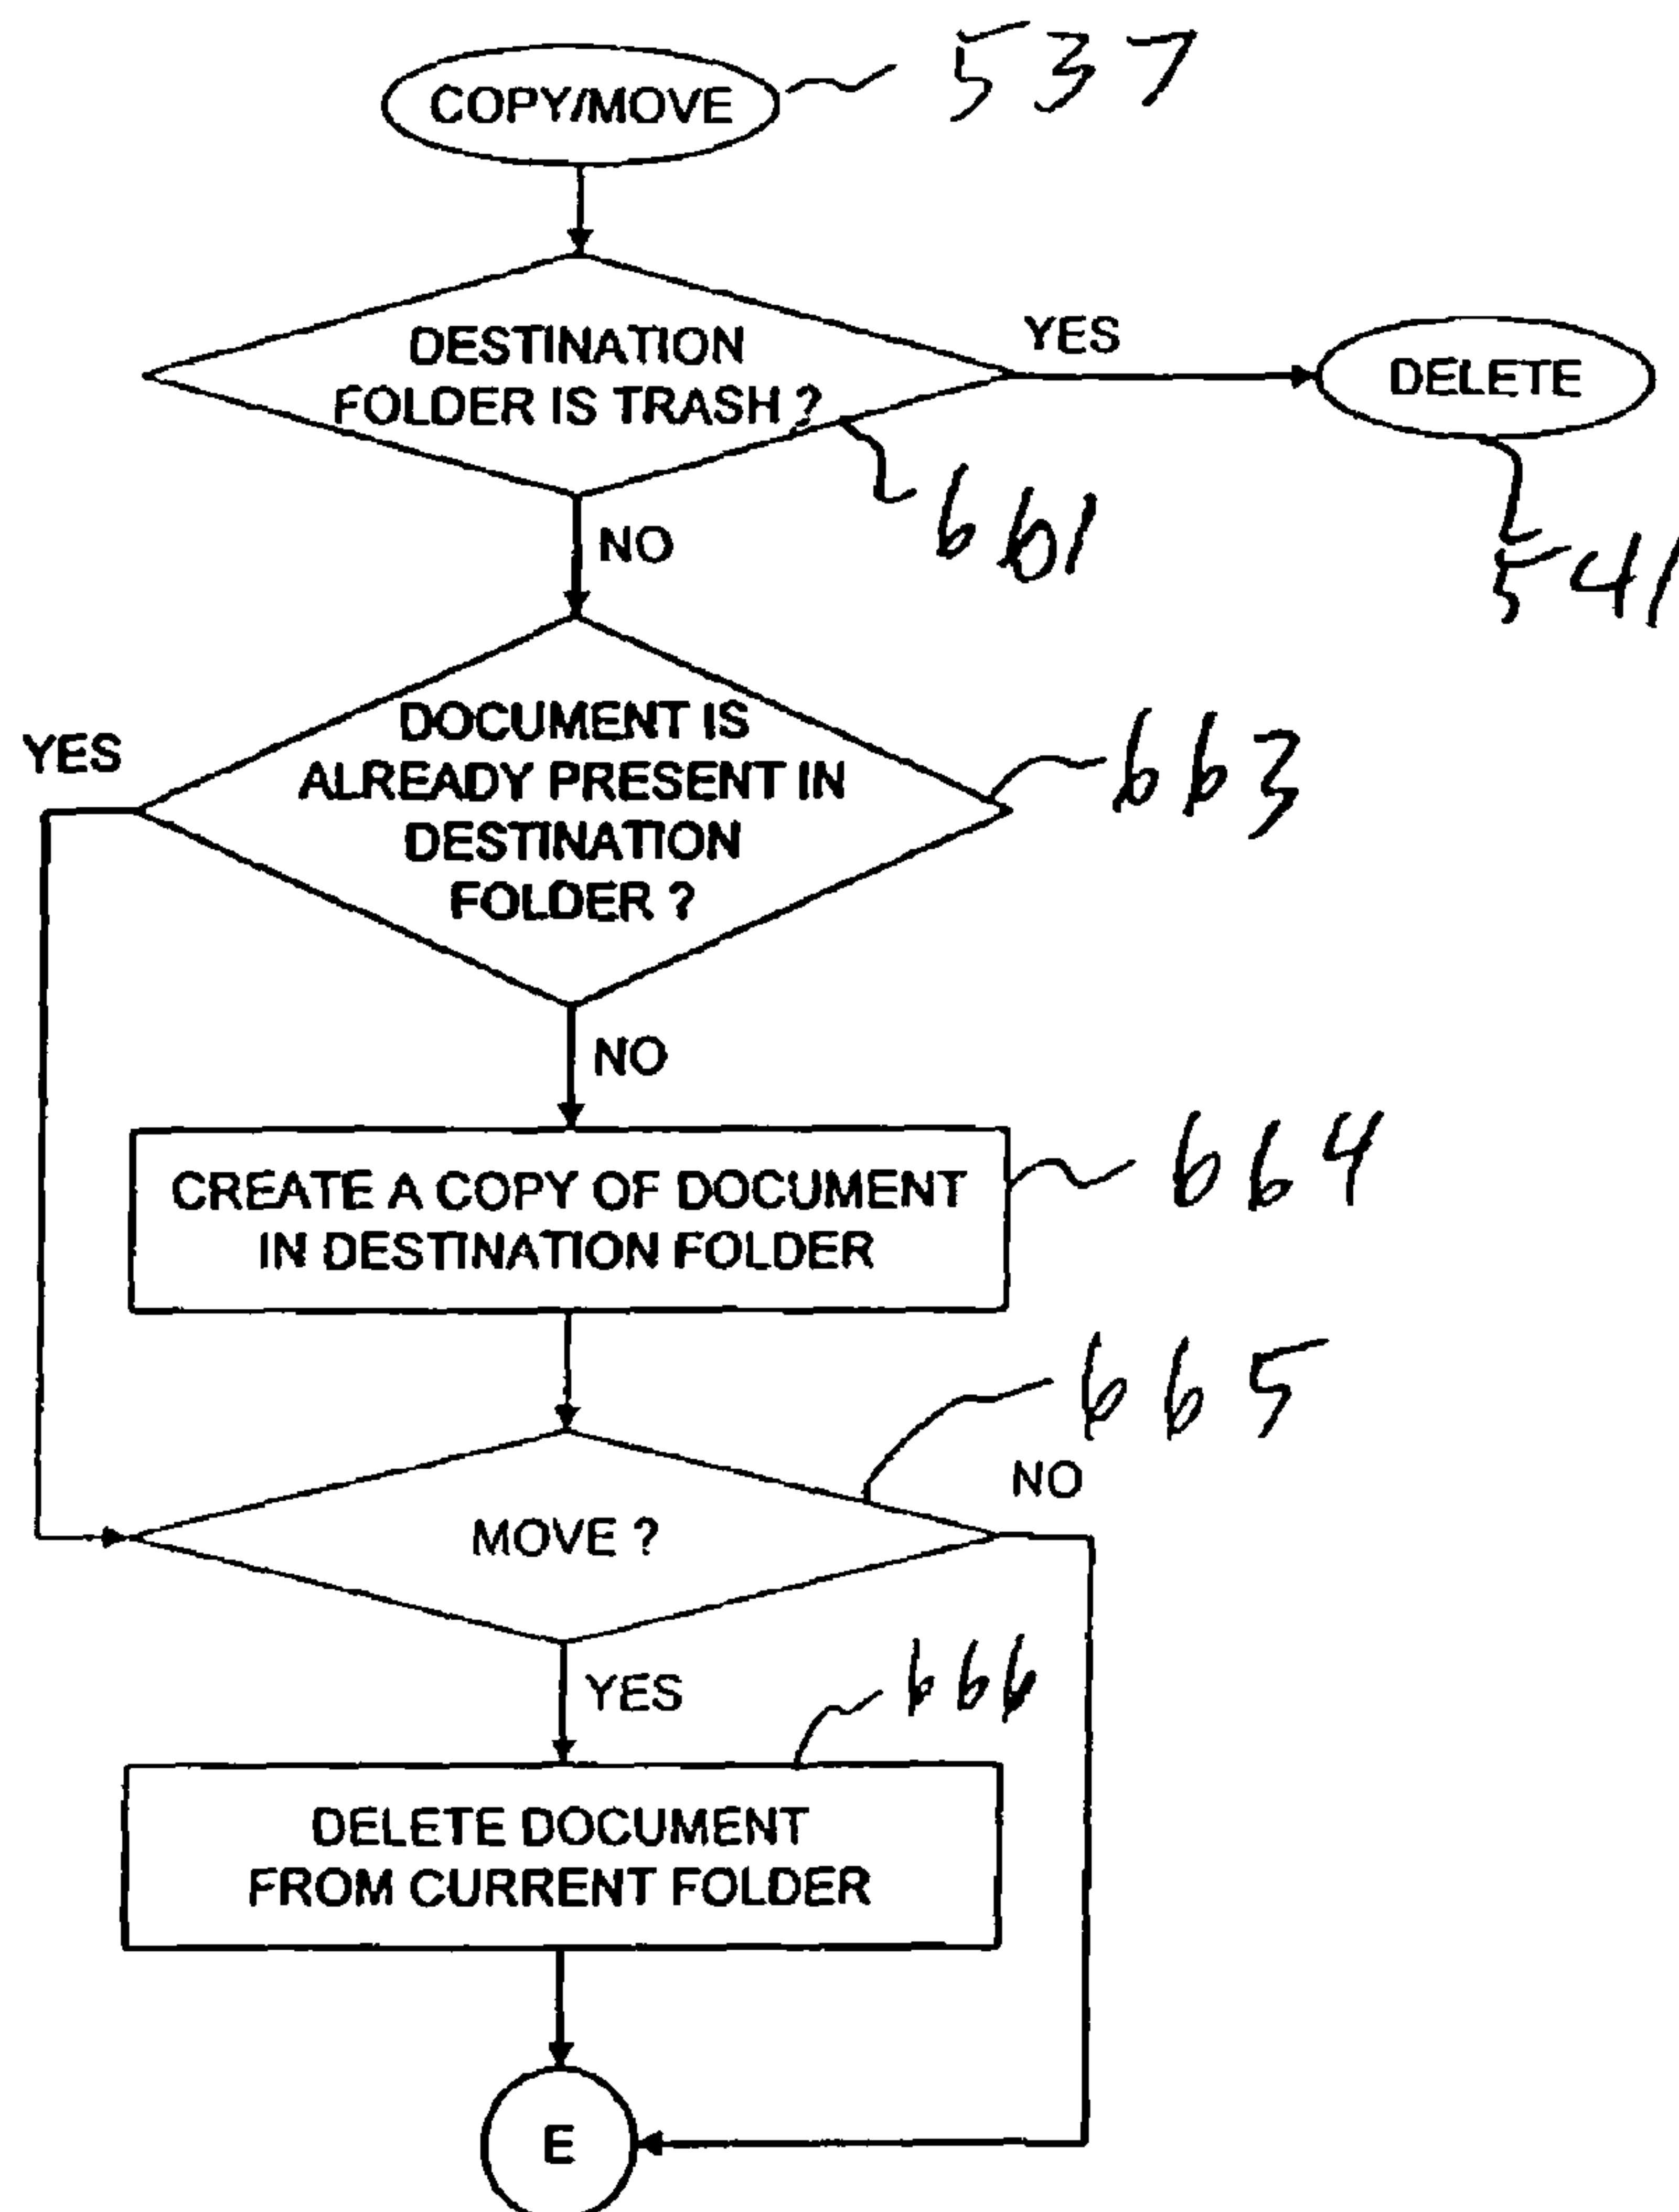 COPY/MOVE
537
DESTINATION
FOLDER IS TRASH ?
YES
DELETE
661
541
NO
DOCUMENT IS
ALREADY PRESENT IN
DESTINATION
FOLDER ?
YES
663
NO
CREATE A COPY OF DOCUMENT
IN DESTINATION FOLDER
664
665
MOVE ?
NO
YES
666
DELETE DOCUMENT
FROM CURRENT FOLDER
E